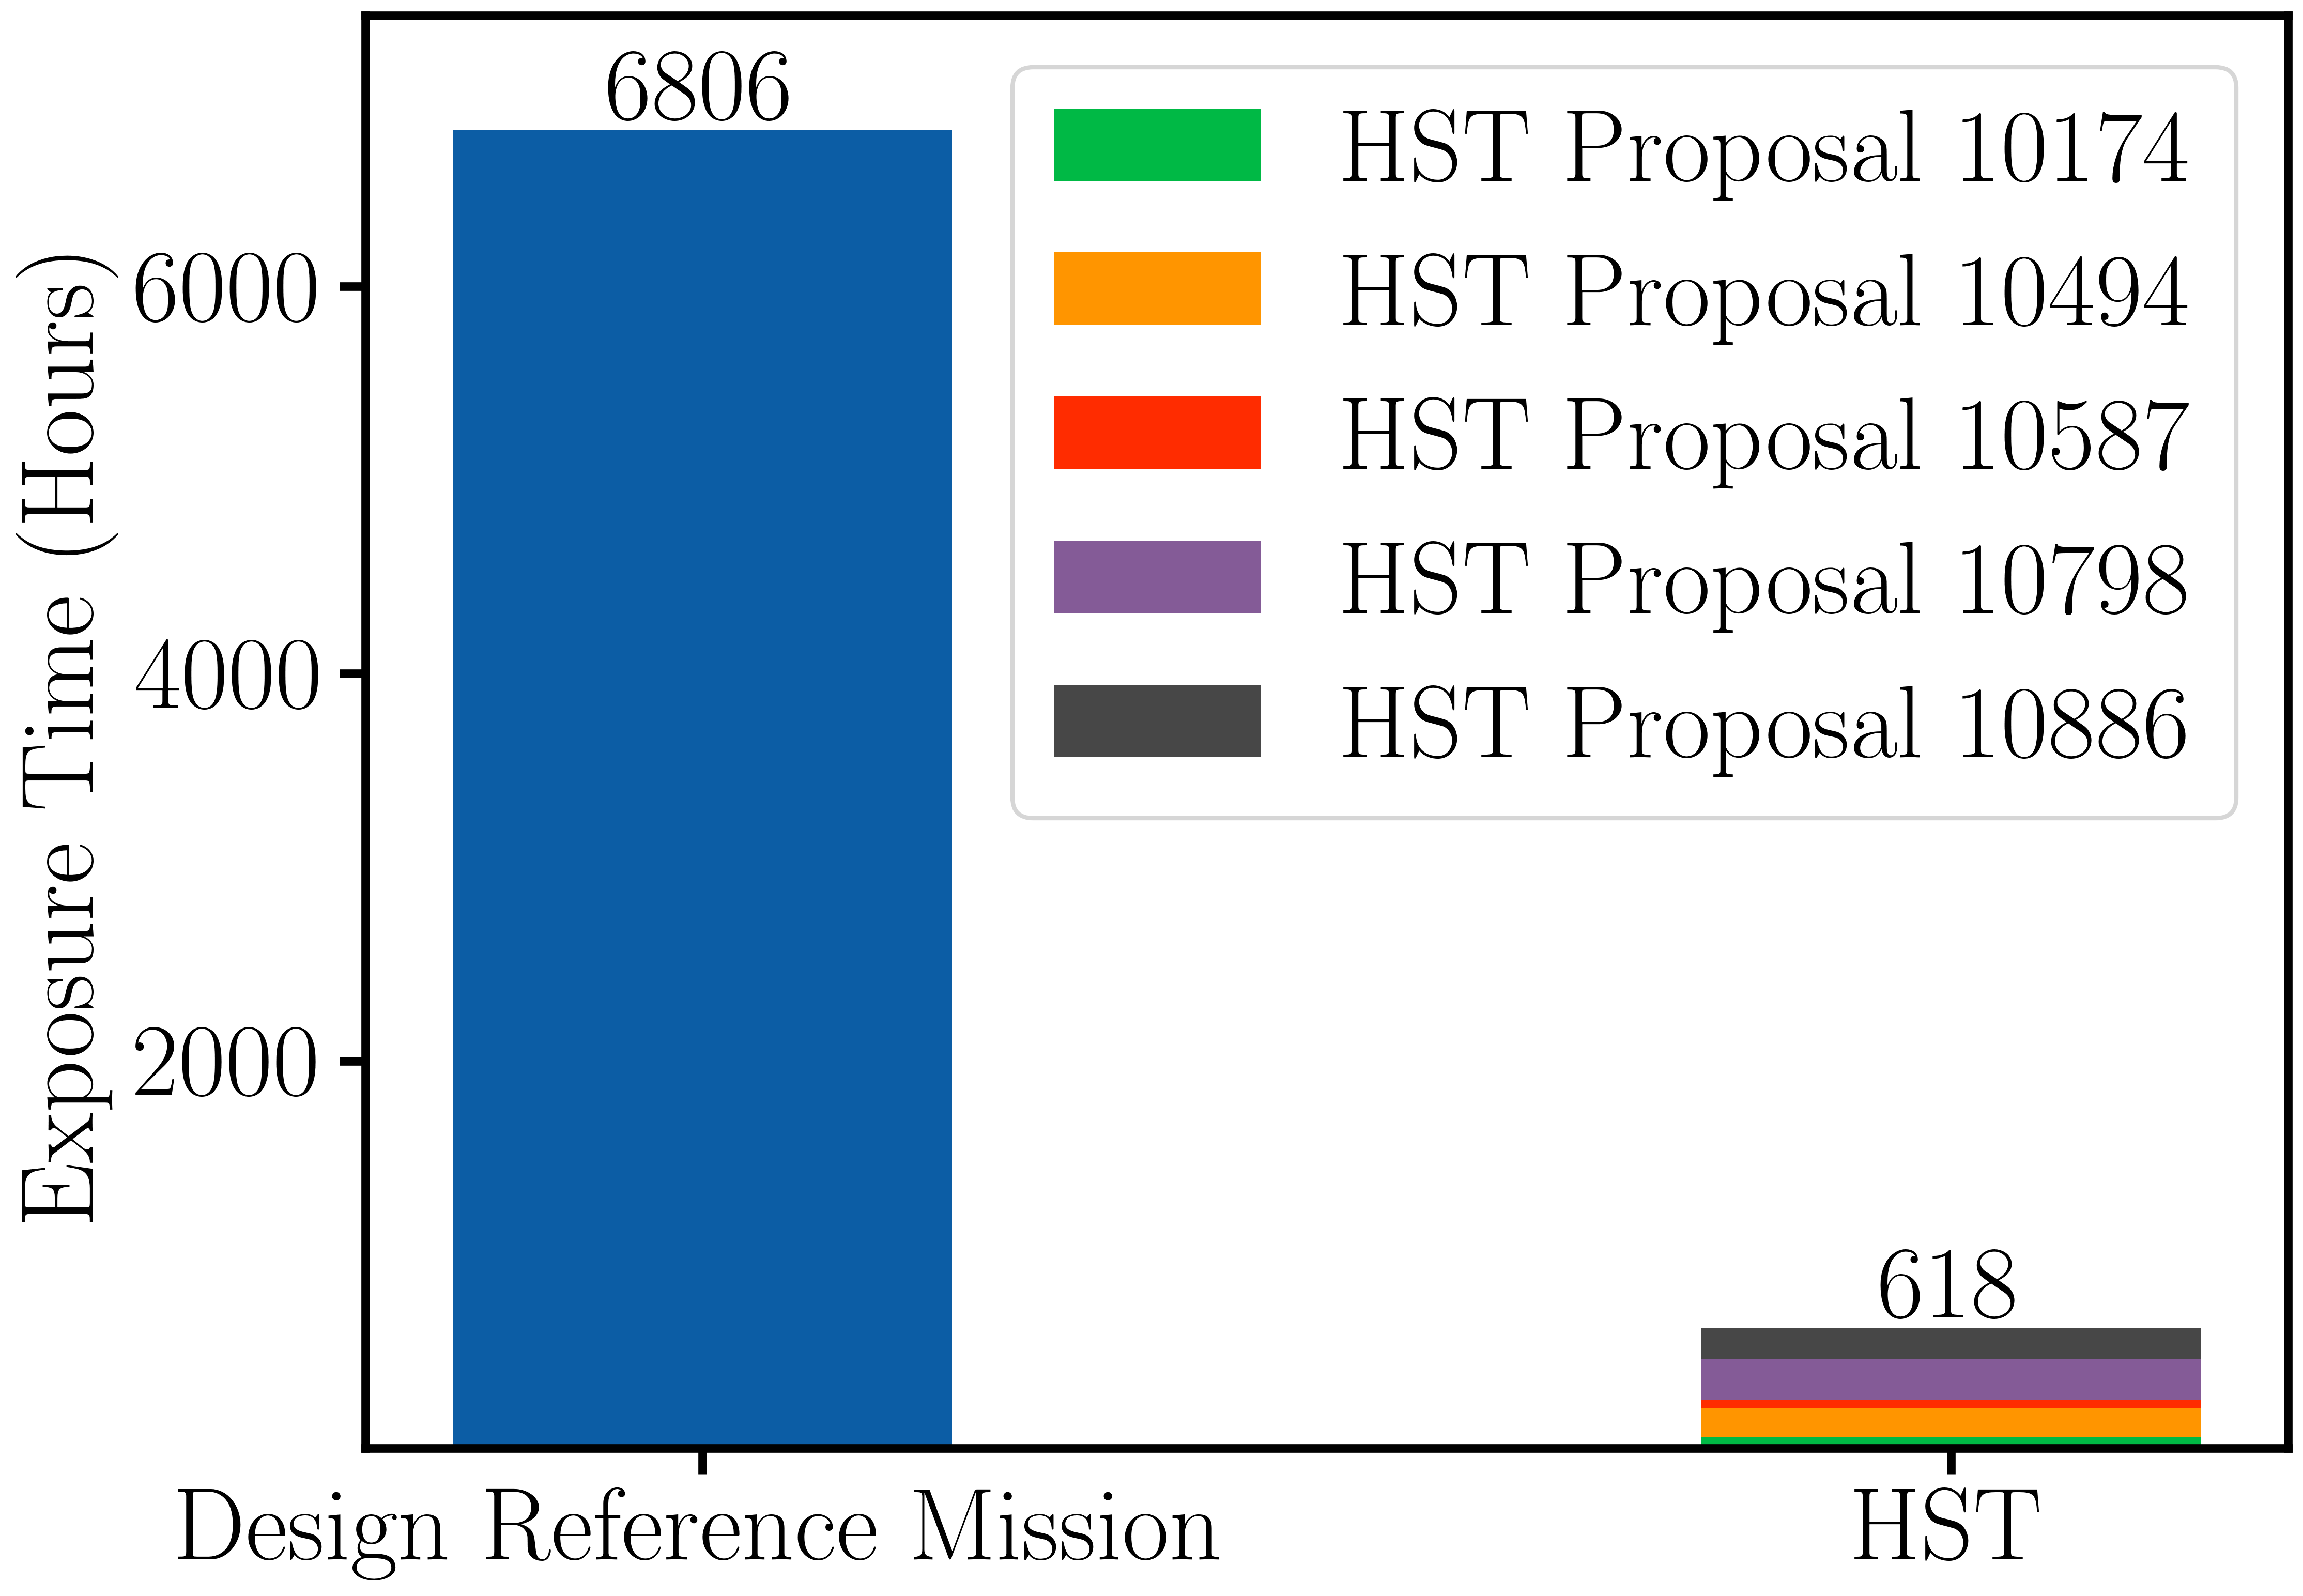 6806
HST Proposal 10174
HST Proposal 10494
HST Proposal 10587
HST Proposal 10798
HST Proposal 10886
Exposure Time (Hours)
6000
4000
2000
618
Design Reference Mission
HST